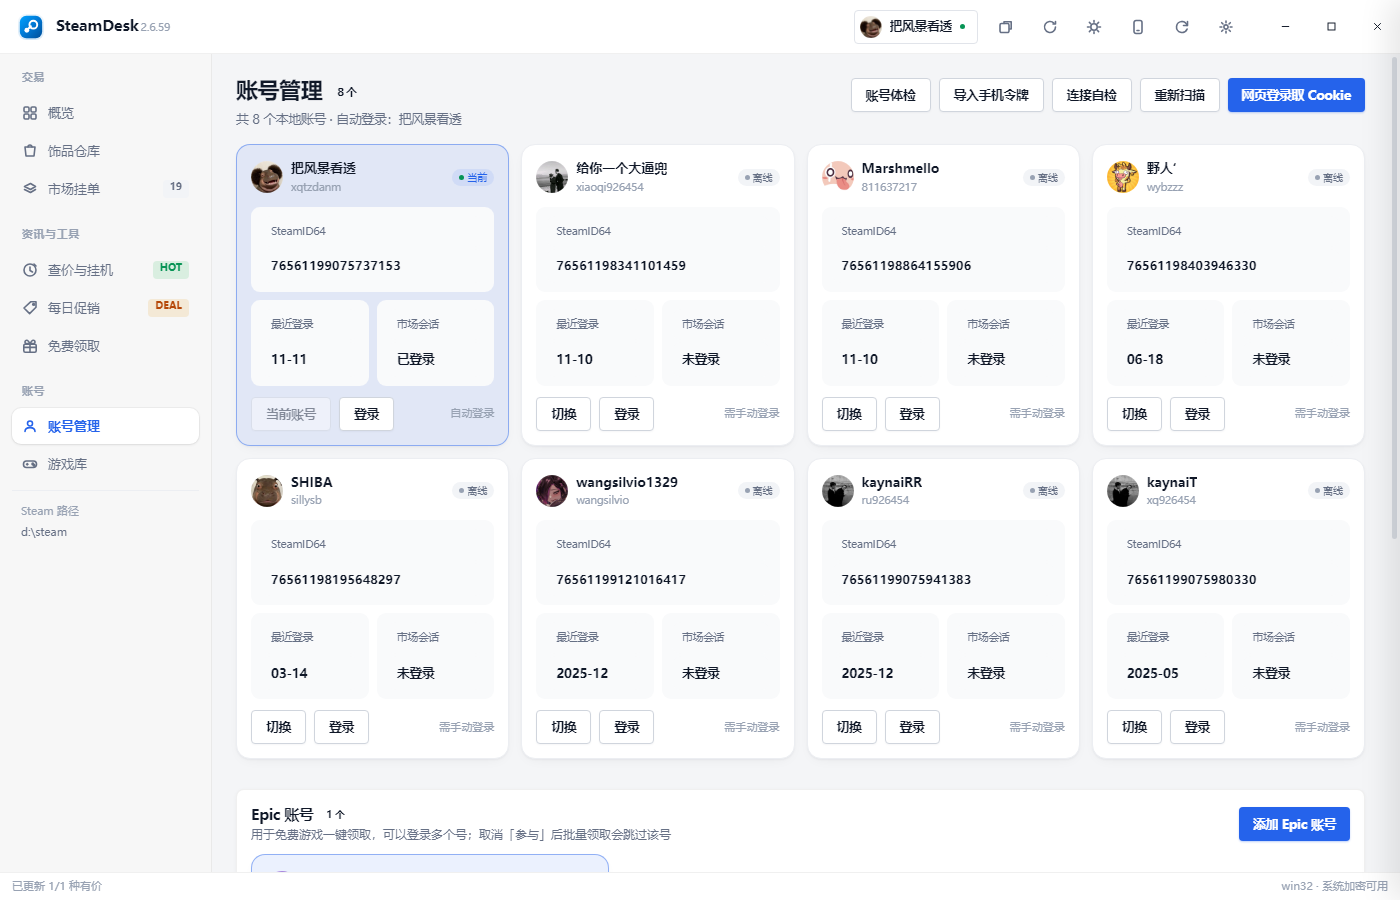 SteamDesk 2.6.59
把风景看透
交易
概览
饰品仓库
市场挂单 19
资讯与工具
查价与挂机 HOT
每日促销 DEAL
免费领取
账号
账号管理
游戏库
Steam 路径
d:\steam
账号管理 8 个
共 8 个本地账号 · 自动登录：把风景看透
账号体检 导入手机令牌 连接自检 重新扫描 网页登录取 Cookie
把风景看透
xqtzdanm
当前
SteamID64
76561199075737153
最近登录 市场会话
11-11 已登录
当前账号 登录 自动登录
给你一个大逼兜
xiaoqi926454
离线
SteamID64
76561198341101459
最近登录 市场会话
11-10 未登录
切换 登录 需手动登录
Marshmello
811637217
离线
SteamID64
76561198864155906
最近登录 市场会话
11-10 未登录
切换 登录 需手动登录
野人‘
wybzzz
离线
SteamID64
76561198403946330
最近登录 市场会话
06-18 未登录
切换 登录 需手动登录
SHIBA
sillysb
离线
SteamID64
76561198195648297
最近登录 市场会话
03-14 未登录
切换 登录 需手动登录
wangsilvio1329
wangsilvio
离线
SteamID64
76561199121016417
最近登录 市场会话
2025-12 未登录
切换 登录 需手动登录
kaynaiRR
ru926454
离线
SteamID64
76561199075941383
最近登录 市场会话
2025-12 未登录
切换 登录 需手动登录
kaynaiT
xq926454
离线
SteamID64
76561199075980330
最近登录 市场会话
2025-05 未登录
切换 登录 需手动登录
Epic 账号 1 个
用于免费游戏一键领取，可以登录多个号；取消「参与」后批量领取会跳过该号
添加 Epic 账号
已更新 1/1 种有价
win32 · 系统加密可用